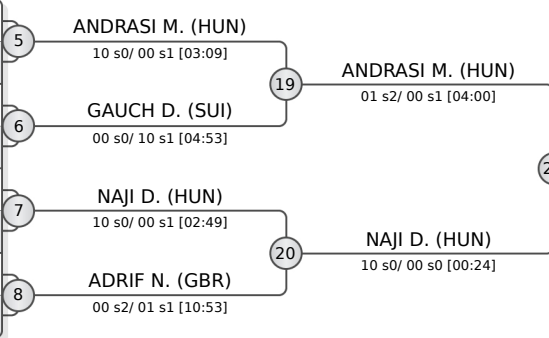 ANDRASI M. (HUN)
5
10 s0/ 00 s1 [03:09]
19
ANDRASI M. (HUN)
01 s2/ 00 s1 [04:00]
GAUCH D. (SUI)
6
00 s0/ 10 s1 [04:53]
2
NAJI D. (HUN)
7
10 s0/ 00 s1 [02:49]
20
NAJI D. (HUN)
10 s0/ 00 s0 [00:24]
ADRIF N. (GBR)
8
00 s2/ 01 s1 [10:53]